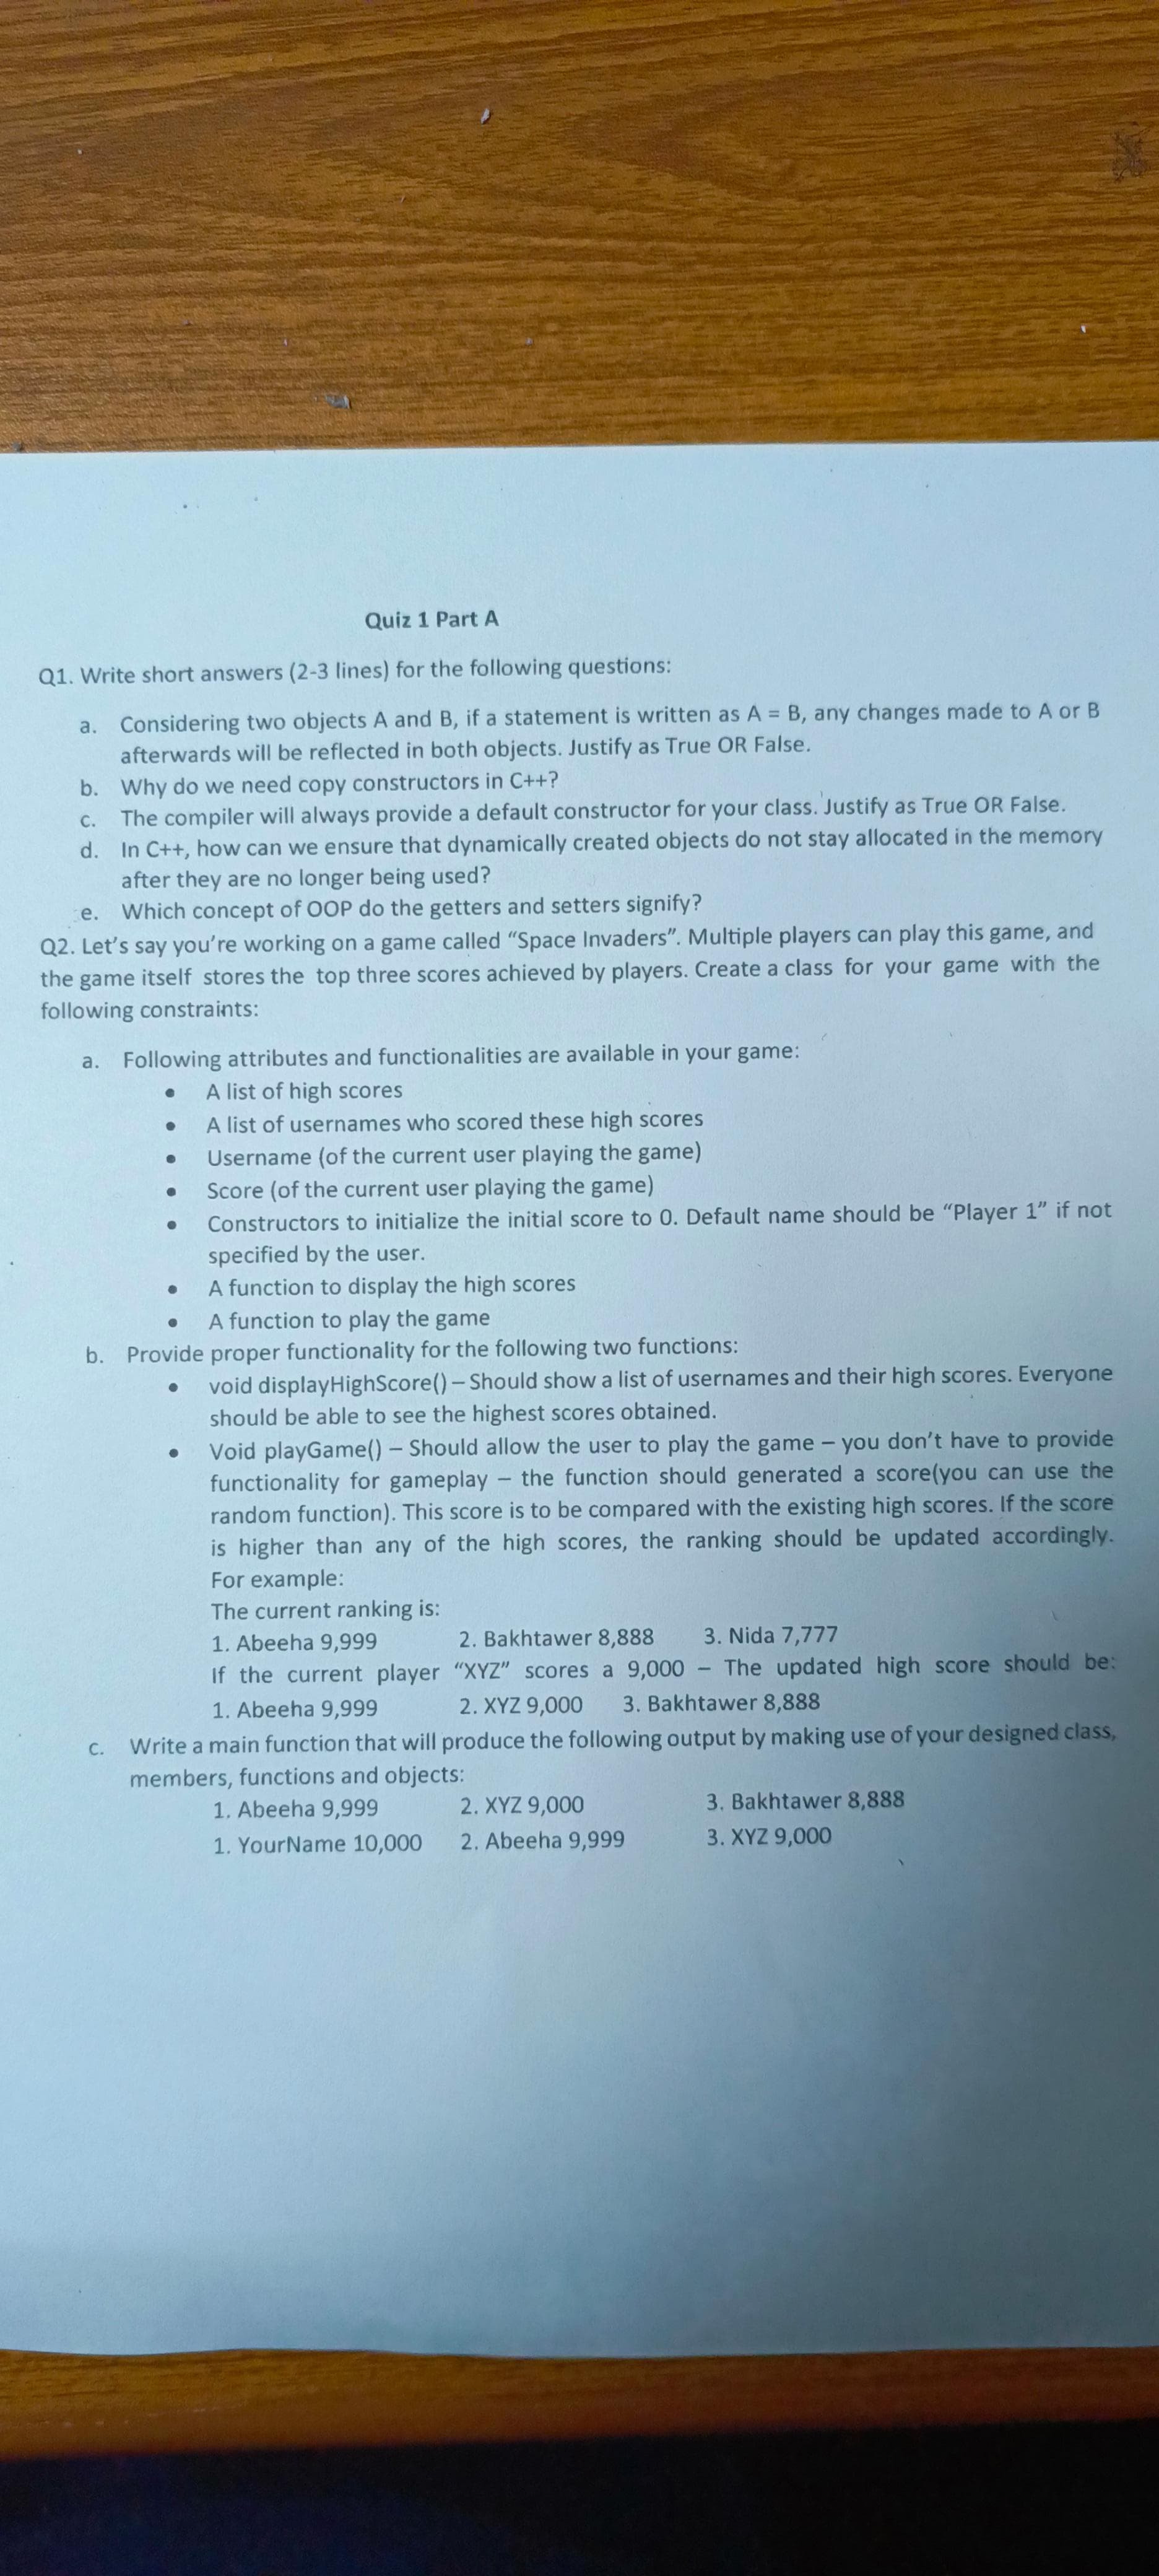 Quiz 1 Part A
Q1. Write short answers (2-3 lines) for the following questions:
a. Considering two objects A and B, if a statement is written as A = B, any changes made to A or B
afterwards will be reflected in both objects. Justify as True OR False.
b. Why do we need copy constructors in C++?
c. The compiler will always provide a default constructor for your class. Justify as True OR False.
d. In C++, how can we ensure that dynamically created objects do not stay allocated in the memory
after they are no longer being used?
e. Which concept of OOP do the getters and setters signify?
Q2. Let's say you're working on a game called “Space Invaders”. Multiple players can play this game, and
the game itself stores the top three scores achieved by players. Create a class for your game with the
following constraints:
a. Following attributes and functionalities are available in your game:
• A list of high scores
• A list of usernames who scored these high scores
• Username (of the current user playing the game)
• Score (of the current user playing the game)
• Constructors to initialize the initial score to 0. Default name should be “Player 1” if not
specified by the user.
• A function to display the high scores
• A function to play the game
b. Provide proper functionality for the following two functions:
• void displayHighScore() – Should show a list of usernames and their high scores. Everyone
should be able to see the highest scores obtained.
• Void playGame() – Should allow the user to play the game – you don't have to provide
functionality for gameplay – the function should generated a score(you can use the
random function). This score is to be compared with the existing high scores. If the score
is higher than any of the high scores, the ranking should be updated accordingly.
For example:
The current ranking is:
1. Abeeha 9,999 2. Bakhtawer 8,888 3. Nida 7,777
If the current player “XYZ” scores a 9,000 – The updated high score should be:
1. Abeeha 9,999 2. XYZ 9,000 3. Bakhtawer 8,888
c. Write a main function that will produce the following output by making use of your designed class,
members, functions and objects:
1. Abeeha 9,999 2. XYZ 9,000 3. Bakhtawer 8,888
1. YourName 10,000 2. Abeeha 9,999 3. XYZ 9,000